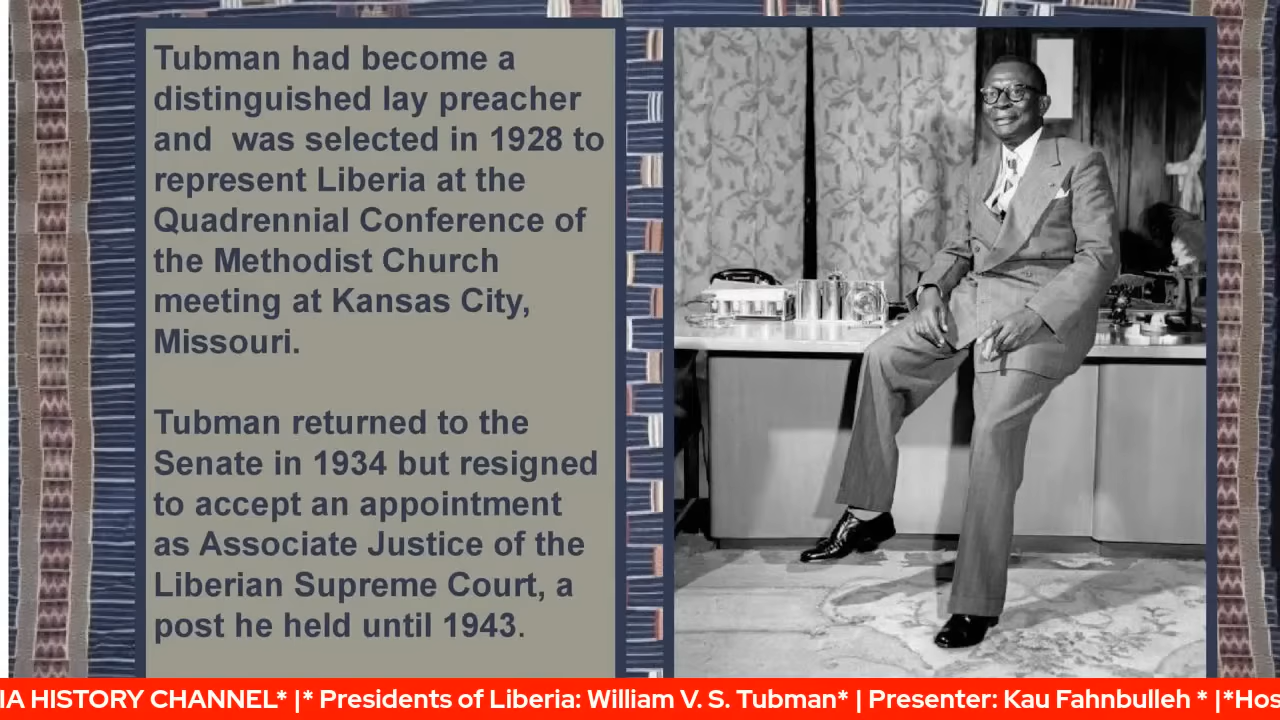 Tubman had become a
distinguished lay preacher
and  was selected in 1928 to
represent Liberia at the
Quadrennial Conference of
the Methodist Church
meeting at Kansas City,
Missouri.
Tubman returned to the
Senate in 1934 but resigned
to accept an appointment
as Associate Justice of the
Liberian Supreme Court, a
post he held until 1943.
IA HISTORY CHANNEL* |* Presidents of Liberia: William V. S. Tubman* | Presenter: Kau Fahnbulleh * |*Hos